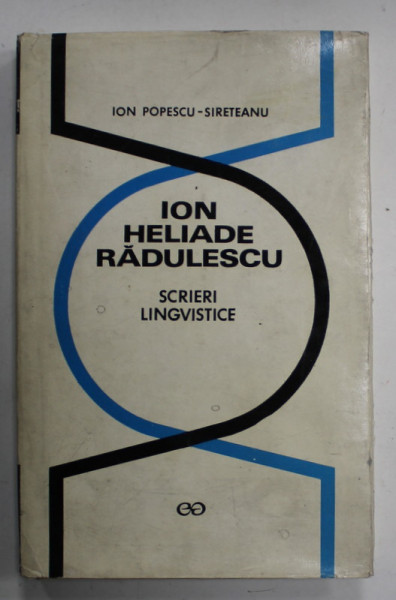 ION POPESCU-SIRETEANU
ION
HELIADE
RĂDULESCU
SCRIERI
LINGVISTICE